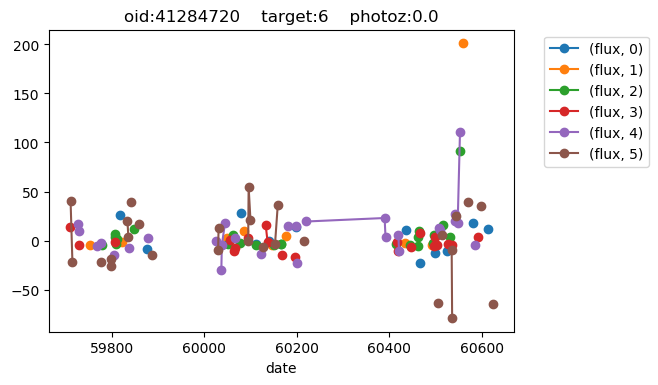 oid:41284720    target:6    photoz:0.0
200
150
100
50
0
−50
59800
60000
60200
60400
60600
date
(flux, 0)
(flux, 1)
(flux, 2)
(flux, 3)
(flux, 4)
(flux, 5)